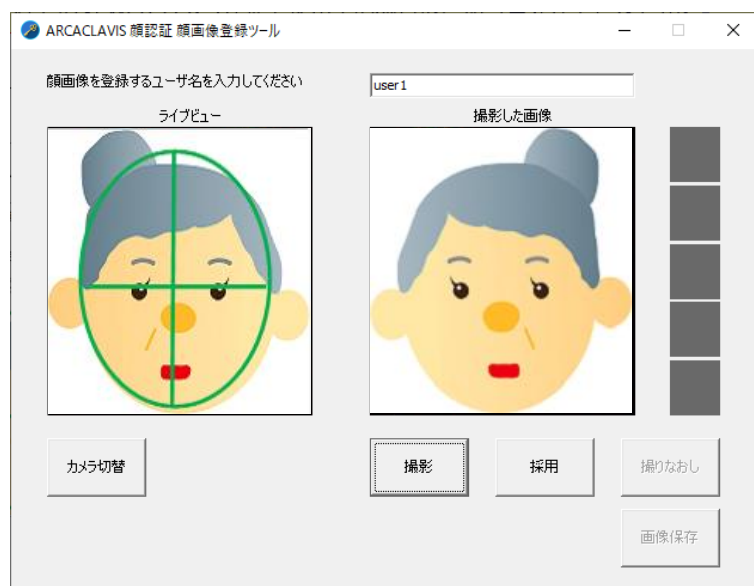 ARCACLAVIS 顔認証 顔画像登録ツール
顔画像を登録するユーザ名を入力してください
user1
ライブビュー
撮影した画像
カメラ切替
撮影
採用
撮りなおし
画像保存